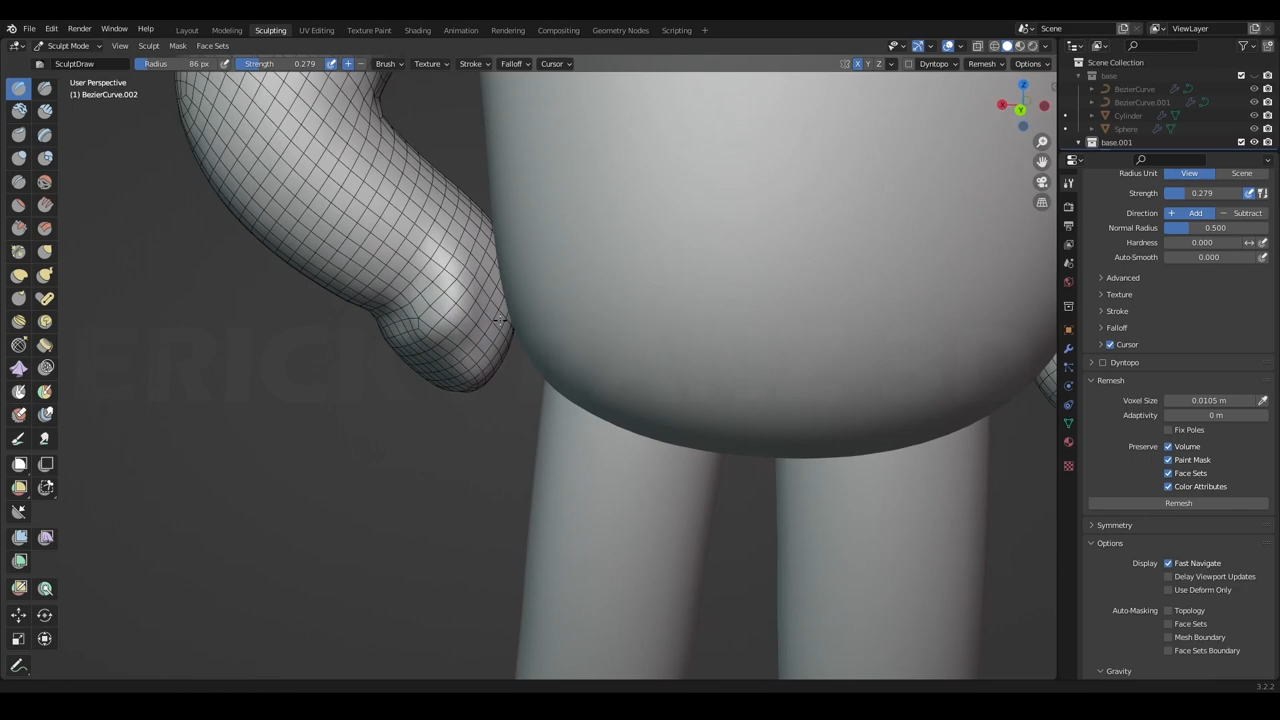 File Edit Render Window Help Layout Modeling Sculpting UV Editing Texture Paint Shading Animation Rendering Compositing Geometry Nodes Scripting Scene ViewLayer
Sculpt Mode View Sculpt Mask Face Sets
SculptDraw Radius 86 px Strength 0.279 + − Brush Texture Stroke Falloff Cursor X Y Z Dyntopo Remesh Options
User Perspective
(1) BezierCurve.002
Scene Collection
base
BezierCurve
BezierCurve.001
Cylinder
Sphere
base.001
X Y Z
Radius Unit View Scene
Strength 0.279
Direction + Add − Subtract
Normal Radius 0.500
Hardness 0.000
Auto-Smooth 0.000
Advanced
Texture
Stroke
Falloff
Cursor
Dyntopo
Remesh
Voxel Size 0.0105 m
Adaptivity 0 m
Fix Poles
Preserve Volume
Paint Mask
Face Sets
Color Attributes
Remesh
Symmetry
Options
Display Fast Navigate
Delay Viewport Updates
Use Deform Only
Auto-Masking Topology
Face Sets
Mesh Boundary
Face Sets Boundary
Gravity
3.2.2